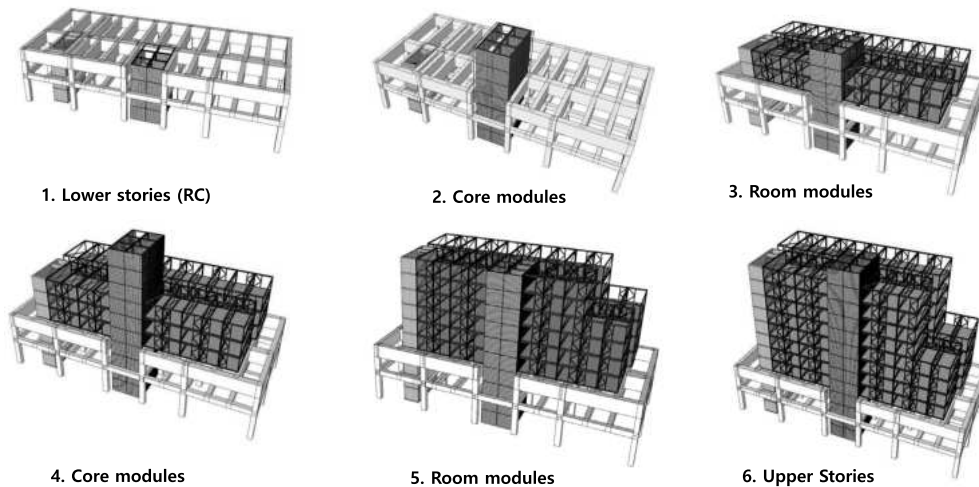 1. Lower stories (RC)
2. Core modules
3. Room modules
4. Core modules
5. Room modules
6. Upper Stories